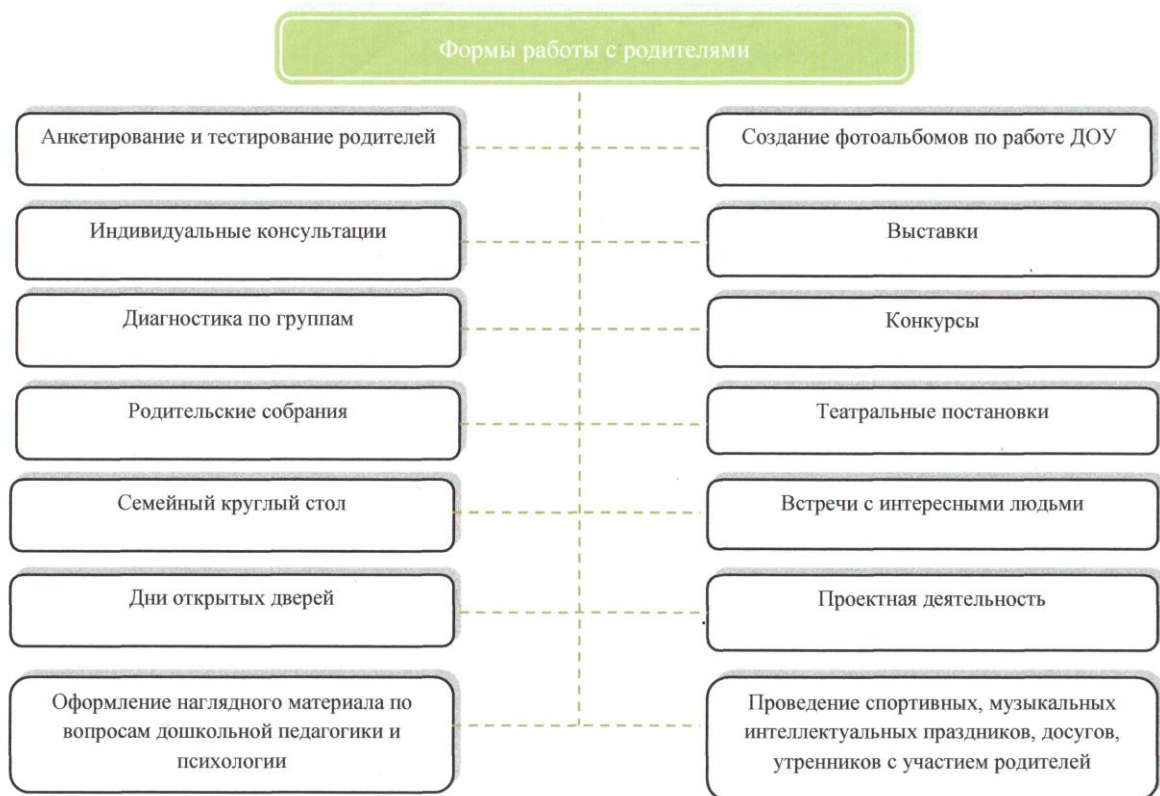 Формы работы с родителями
Анкетирование и тестирование родителей
Создание фотоальбомов по работе ДОУ
Индивидуальные консультации
Выставки
Диагностика по группам
Конкурсы
Родительские собрания
Театральные постановки
Семейный круглый стол
Встречи с интересными людьми
Дни открытых дверей
Проектная деятельность
Оформление наглядного материала по
вопросам дошкольной педагогики и
психологии
Проведение спортивных, музыкальных
интеллектуальных праздников, досугов,
утренников с участием родителей